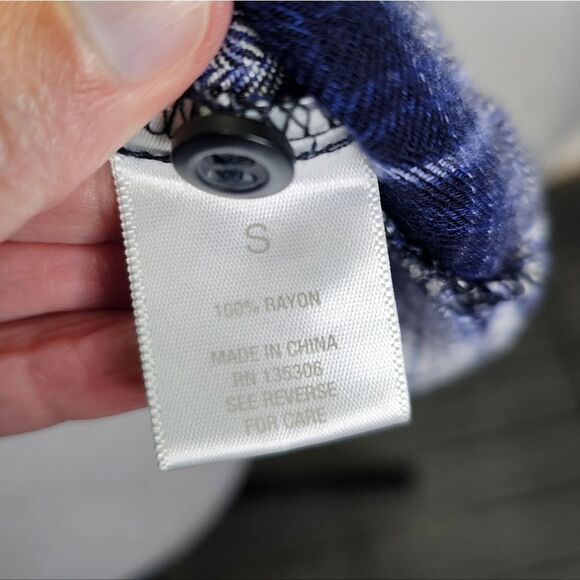 S
100% RAYON
MADE IN CHINA
RN 135306
SEE REVERSE
FOR CARE